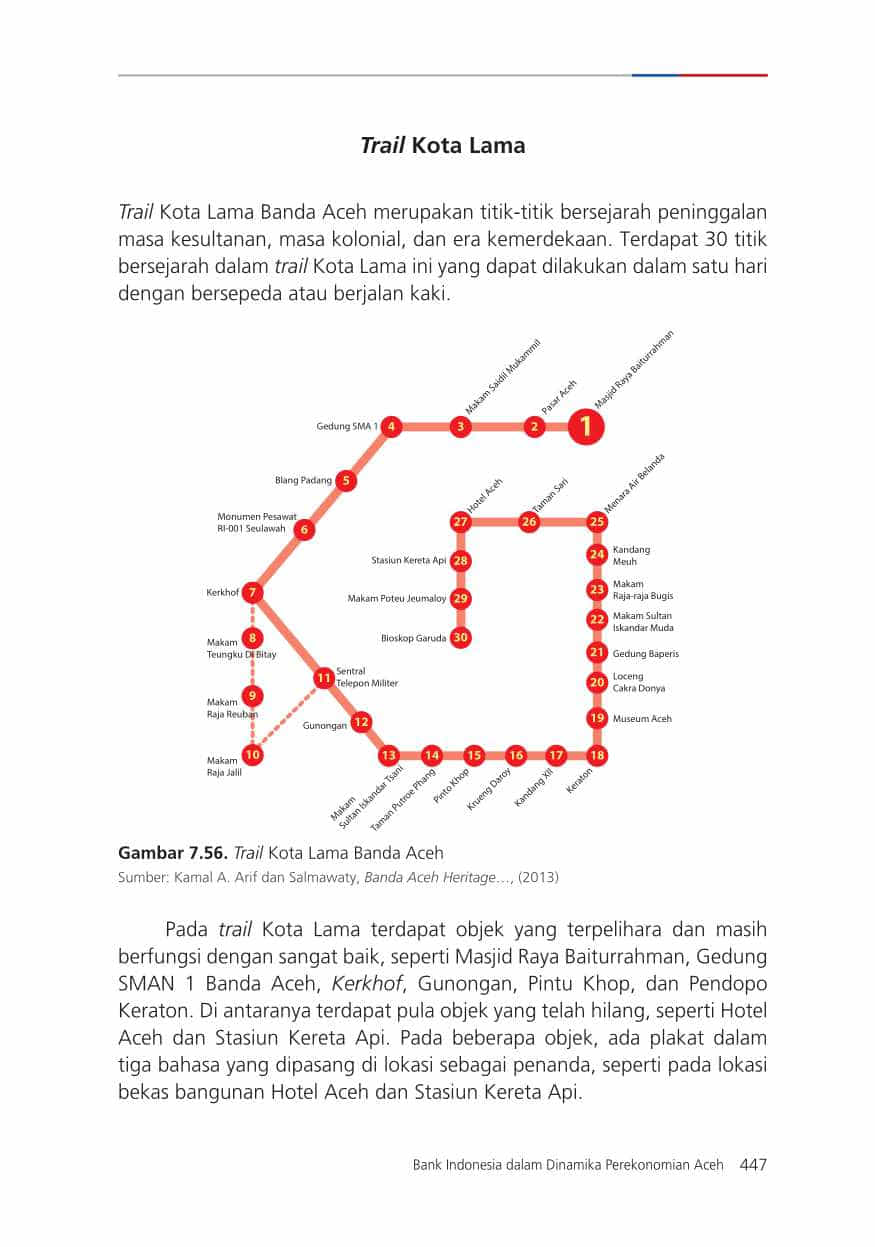 Trail Kota Lama
Trail Kota Lama Banda Aceh merupakan titik-titik bersejarah peninggalan
masa kesultanan, masa kolonial, dan era kemerdekaan. Terdapat 30 titik
bersejarah dalam trail Kota Lama ini yang dapat dilakukan dalam satu hari
dengan bersepeda atau berjalan kaki.
1
Masjid Raya Baiturrahman
2
Pasar Aceh
3
Makam Saidil Mukammil
4
Gedung SMA 1
5
Blang Padang
6
Monumen Pesawat
RI-001 Seulawah
7
Kerkhof
8
Makam
Teungku Di Bitay
9
Makam
Raja Reuban
10
Makam
Raja Jalil
11
Sentral
Telepon Militer
12
Gunongan
13
Makam
Sultan Iskandar Tsani
14
Taman Putroe Phang
15
Pinto Khop
16
Krueng Daroy
17
Kandang XII
18
Keraton
19
Museum Aceh
20
Loceng
Cakra Donya
21
Gedung Baperis
22
Makam Sultan
Iskandar Muda
23
Makam
Raja-raja Bugis
24
Kandang
Meuh
25
Menara Air Belanda
26
Taman Sari
27
Hotel Aceh
28
Stasiun Kereta Api
29
Makam Poteu Jeumaloy
30
Bioskop Garuda
Gambar 7.56. Trail Kota Lama Banda Aceh
Sumber: Kamal A. Arif dan Salmawaty, Banda Aceh Heritage…, (2013)
Pada trail Kota Lama terdapat objek yang terpelihara dan masih
berfungsi dengan sangat baik, seperti Masjid Raya Baiturrahman, Gedung
SMAN 1 Banda Aceh, Kerkhof, Gunongan, Pintu Khop, dan Pendopo
Keraton. Di antaranya terdapat pula objek yang telah hilang, seperti Hotel
Aceh dan Stasiun Kereta Api. Pada beberapa objek, ada plakat dalam
tiga bahasa yang dipasang di lokasi sebagai penanda, seperti pada lokasi
bekas bangunan Hotel Aceh dan Stasiun Kereta Api.
Bank Indonesia dalam Dinamika Perekonomian Aceh 447